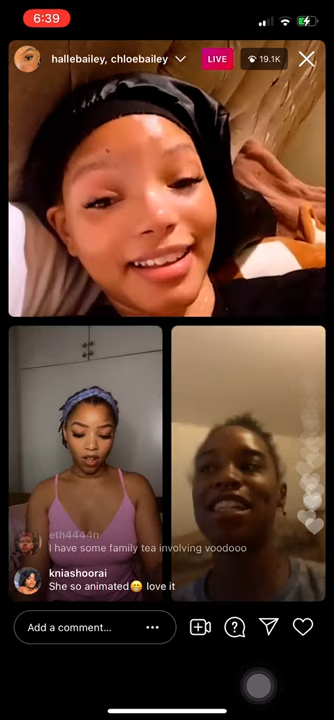 6:39
hallebailey, chloebailey
LIVE
19.1K
eth4444n
I have some family tea involving voodooo
kniashoorai
She so animated😁 love it
Add a comment...